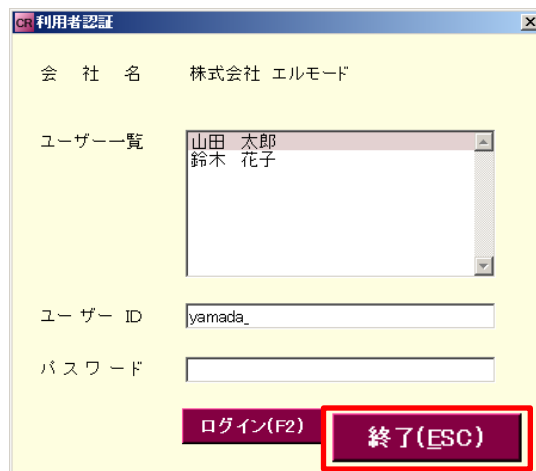 CR 利用者認証
会 社 名 株式会社 エルモード
ユーザー一覧
山田 太郎
鈴木 花子
ユーザー ID yamada_
パスワード
ログイン(F2) 終了(ESC)